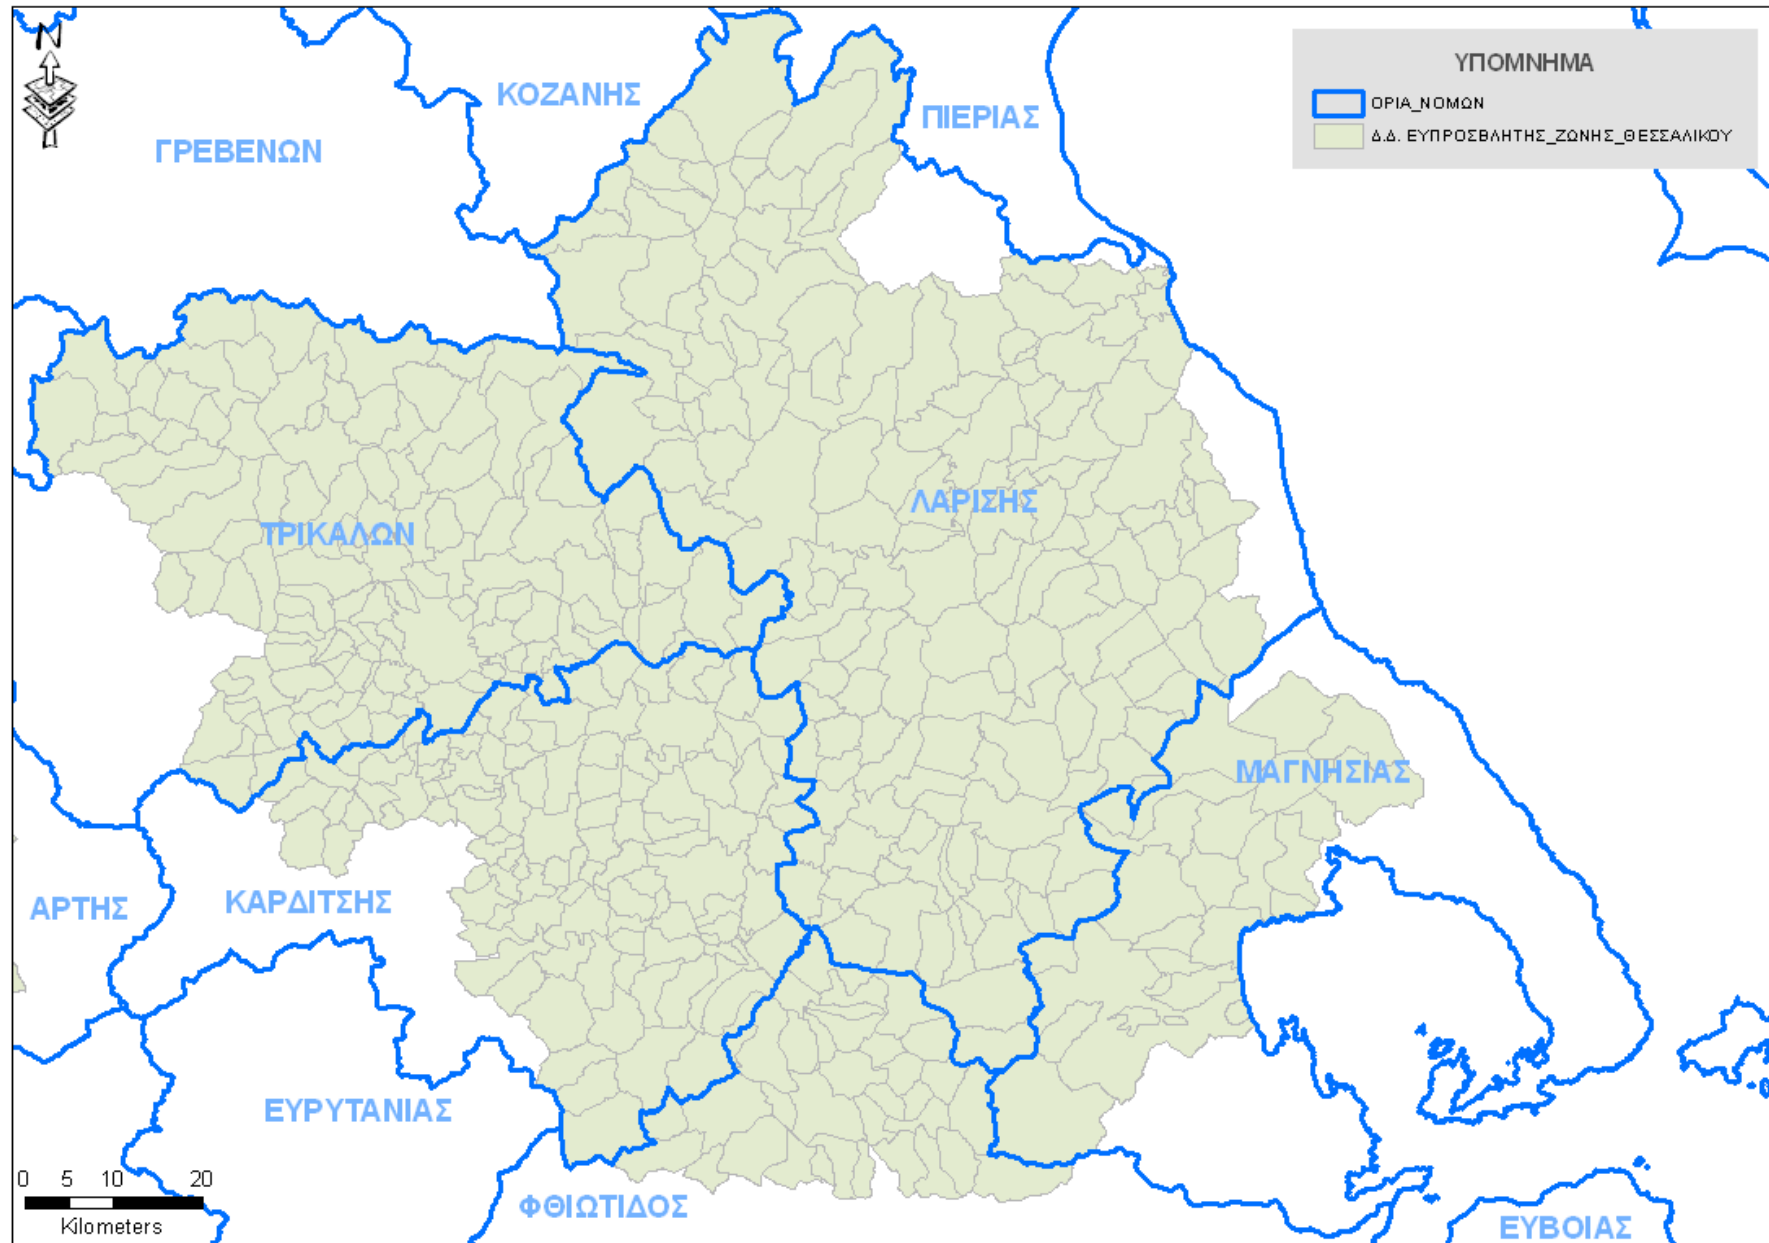 N
ΥΠΟΜΝΗΜΑ
ΟΡΙΑ_ΝΟΜΩΝ
Δ.Δ. ΕΥΠΡΟΣΒΛΗΤΗΣ_ΖΩΝΗΣ_ΘΕΣΣΑΛΙΚΟΥ
ΚΟΖΑΝΗΣ
ΠΙΕΡΙΑΣ
ΓΡΕΒΕΝΩΝ
ΛΑΡΙΣΗΣ
ΤΡΙΚΑΛΩΝ
ΜΑΓΝΗΣΙΑΣ
ΑΡΤΗΣ
ΚΑΡΔΙΤΣΗΣ
ΕΥΡΥΤΑΝΙΑΣ
ΦΘΙΩΤΙΔΟΣ
ΕΥΒΟΙΑΣ
0 5 10 20
Kilometers